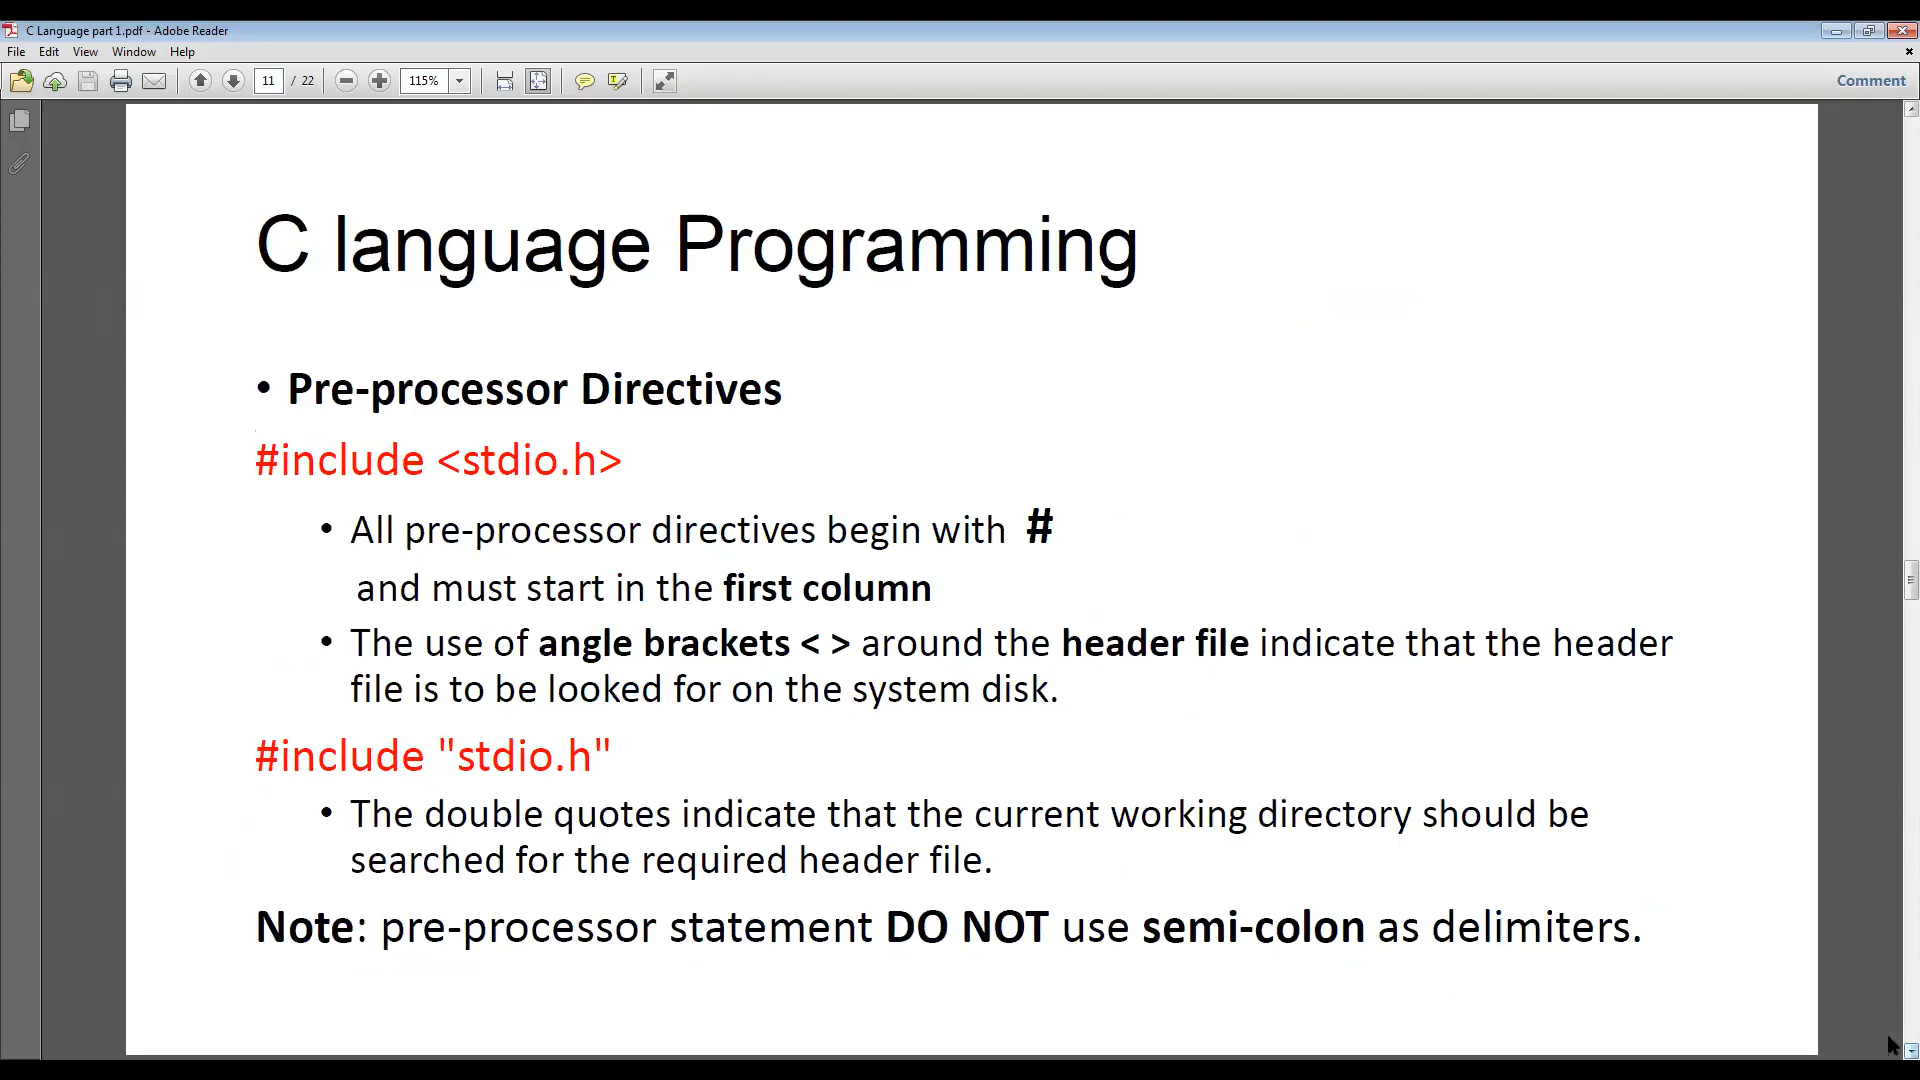 C Language part 1.pdf - Adobe Reader
File Edit View Window Help
11 / 22 115% Comment
C language Programming
• Pre-processor Directives
#include <stdio.h>
• All pre-processor directives begin with #
and must start in the first column
• The use of angle brackets < > around the header file indicate that the header
file is to be looked for on the system disk.
#include "stdio.h"
• The double quotes indicate that the current working directory should be
searched for the required header file.
Note: pre-processor statement DO NOT use semi-colon as delimiters.